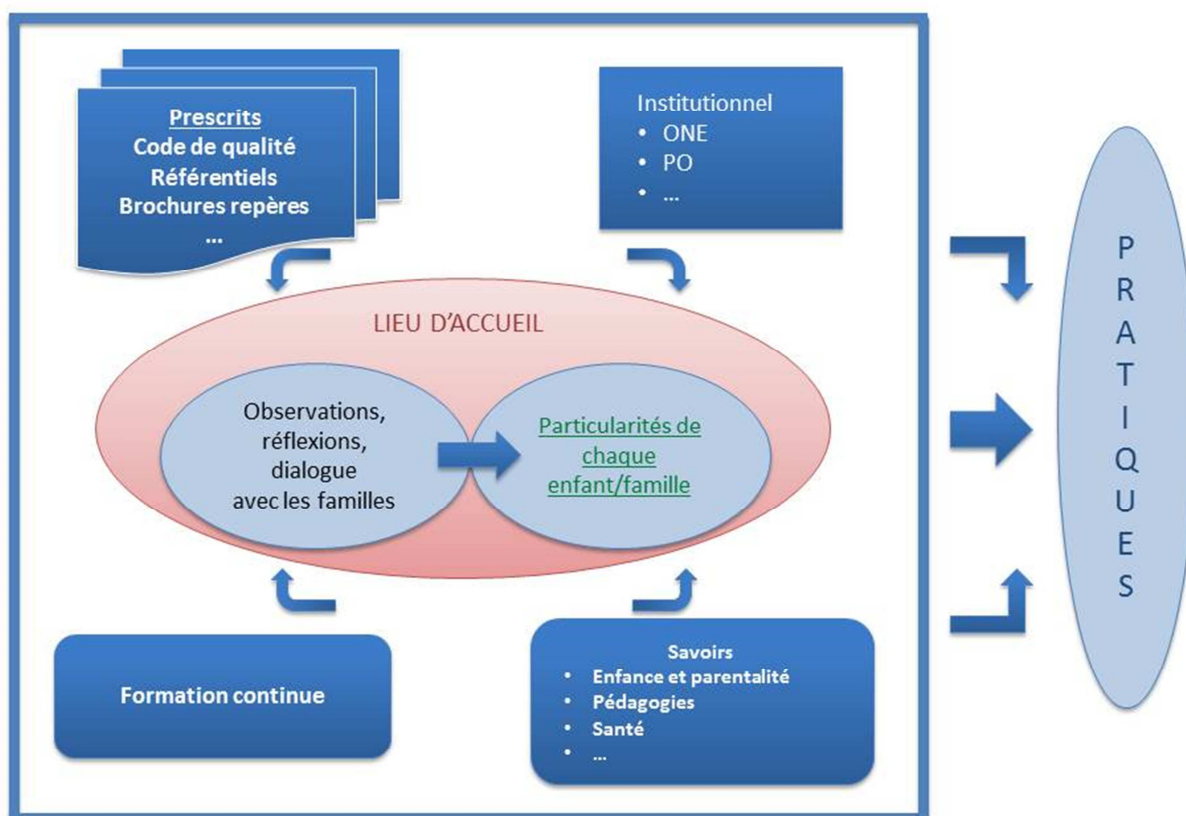 Prescrits
Code de qualité
Référentiels
Brochures repères
...
Institutionnel
• ONE
• PO
• ...
LIEU D'ACCUEIL
Observations,
réflexions,
dialogue
avec les familles
Particularités de
chaque
enfant/famille
Formation continue
Savoirs
• Enfance et parentalité
• Pédagogies
• Santé
• ...
PRATIQUES